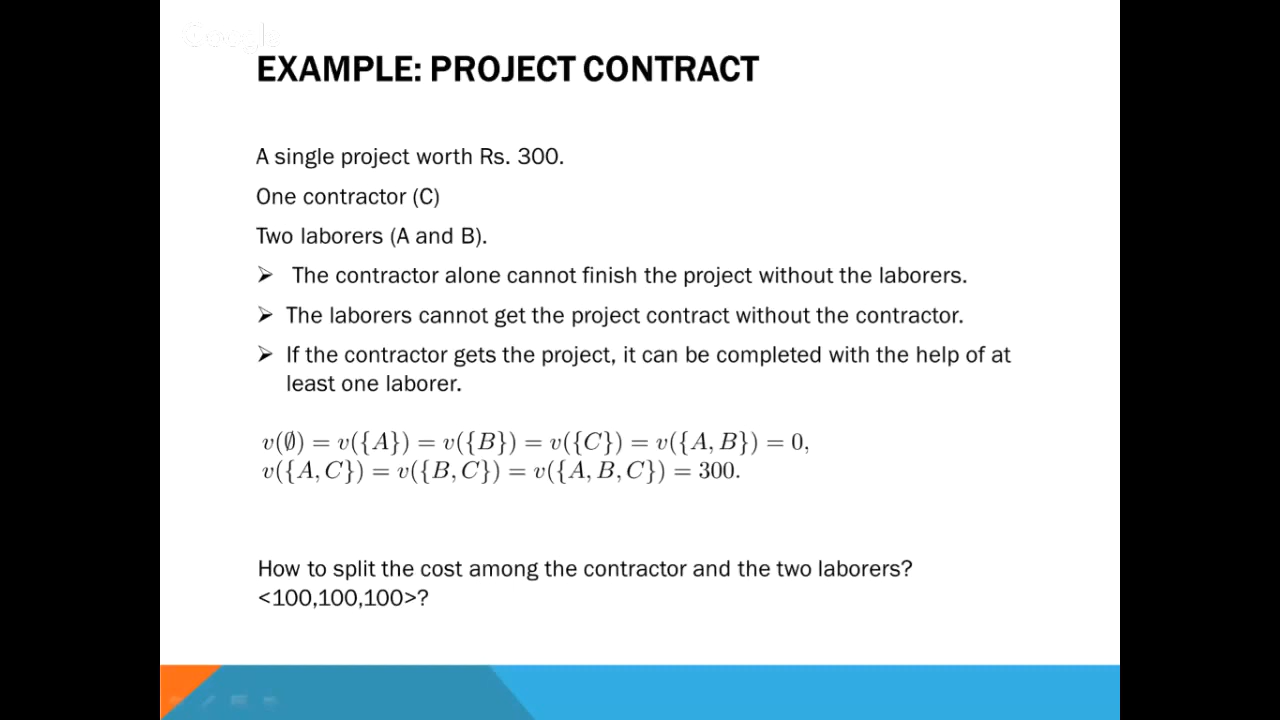 Google
EXAMPLE: PROJECT CONTRACT
A single project worth Rs. 300.
One contractor (C)
Two laborers (A and B).
➢ The contractor alone cannot finish the project without the laborers.
➢ The laborers cannot get the project contract without the contractor.
➢ If the contractor gets the project, it can be completed with the help of at
least one laborer.
v(∅) = v({A}) = v({B}) = v({C}) = v({A, B}) = 0,
v({A, C}) = v({B, C}) = v({A, B, C}) = 300.
How to split the cost among the contractor and the two laborers?
<100,100,100>?